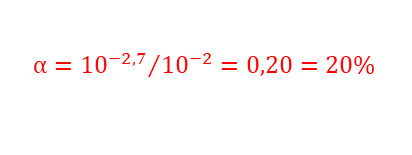 α = 10⁻²,⁷/10⁻² = 0,20 = 20%